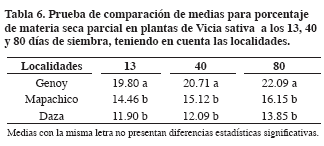 Tabla 6. Prueba de comparación de medias para porcentaje
de materia seca parcial en plantas de Vicia sativa a los 13, 40
y 80 días de siembra, teniendo en cuenta las localidades.
Localidades 13 40 80
Genoy 19.80 a 20.71 a 22.09 a
Mapachico 14.46 b 15.12 b 16.15 b
Daza 11.90 b 12.09 b 13.85 b
Medias con la misma letra no presentan diferencias estadísticas significativas.